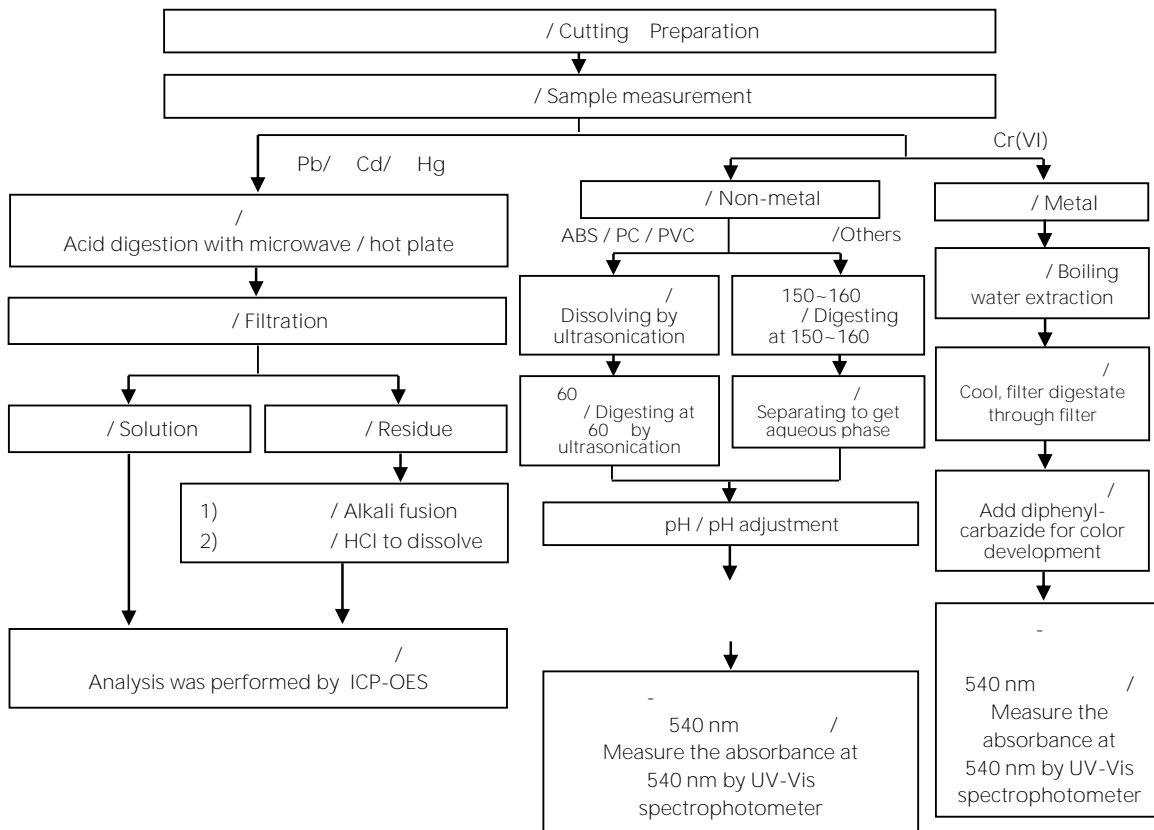 / Cutting Preparation
/ Sample measurement
Pb/ Cd/ Hg
Cr(VI)
/
Acid digestion with microwave / hot plate
/ Filtration
/ Solution
/ Residue
1) / Alkali fusion
2) / HCl to dissolve
/
Analysis was performed by ICP-OES
/ Non-metal
ABS / PC / PVC
/Others
/
Dissolving by
ultrasonication
60
/ Digesting at
60 by
ultrasonication
150~160
/ Digesting
at 150~160
/
Separating to get
aqueous phase
pH / pH adjustment
-
540 nm /
Measure the absorbance at
540 nm by UV-Vis
spectrophotometer
/ Metal
/ Boiling
water extraction
/
Cool, filter digestate
through filter
/
Add diphenyl-
carbazide for color
development
-
540 nm /
Measure the
absorbance at
540 nm by UV-Vis
spectrophotometer